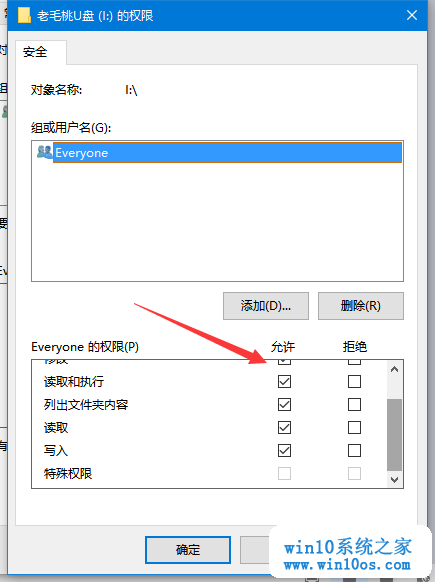 老毛桃U盘 (I:) 的权限
安全
对象名称: I:\
组或用户名(G):
Everyone
添加(D)... 删除(R)
Everyone 的权限(P) 允许 拒绝
修改
读取和执行
列出文件夹内容
读取
写入
特殊权限
确定
win10系统之家
www.win10os.com